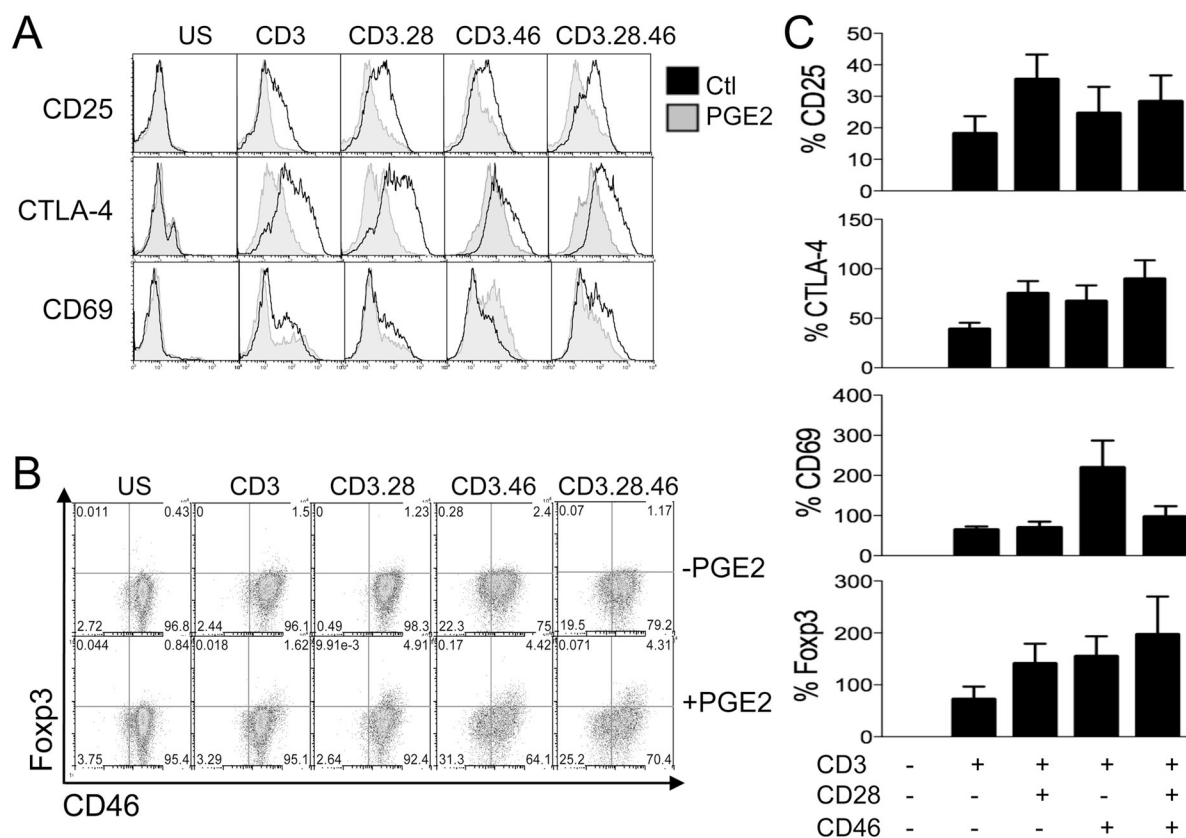 A
US CD3 CD3.28 CD3.46 CD3.28.46
CD25
CTLA-4
CD69
Ctl
PGE2
B
US CD3 CD3.28 CD3.46 CD3.28.46
0.011 0.43 0 1.5 0 1.23 0.28 2.4 0.07 1.17
-PGE2
2.72 96.8 2.44 96.1 0.49 98.3 22.3 75 19.5 79.2
0.044 0.84 0.018 1.62 9.91e-3 4.91 0.17 4.42 0.071 4.31
+PGE2
3.75 95.4 3.29 95.1 2.64 92.4 31.3 64.1 25.2 70.4
Foxp3
CD46
C
% CD25
50
40
30
20
10
0
% CTLA-4
150
100
50
0
% CD69
400
300
200
100
0
% Foxp3
300
200
100
0
CD3 - + + + +
CD28 - - + - +
CD46 - - - + +